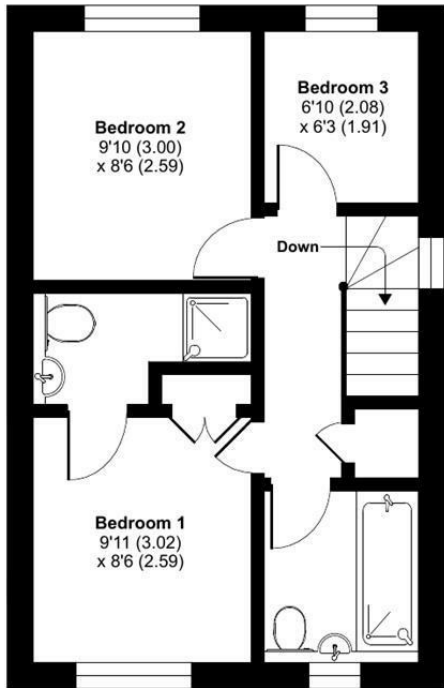 Bedroom 2
9'10 (3.00)
x 8'6 (2.59)
Bedroom 3
6'10 (2.08)
x 6'3 (1.91)
Down
Bedroom 1
9'11 (3.02)
x 8'6 (2.59)